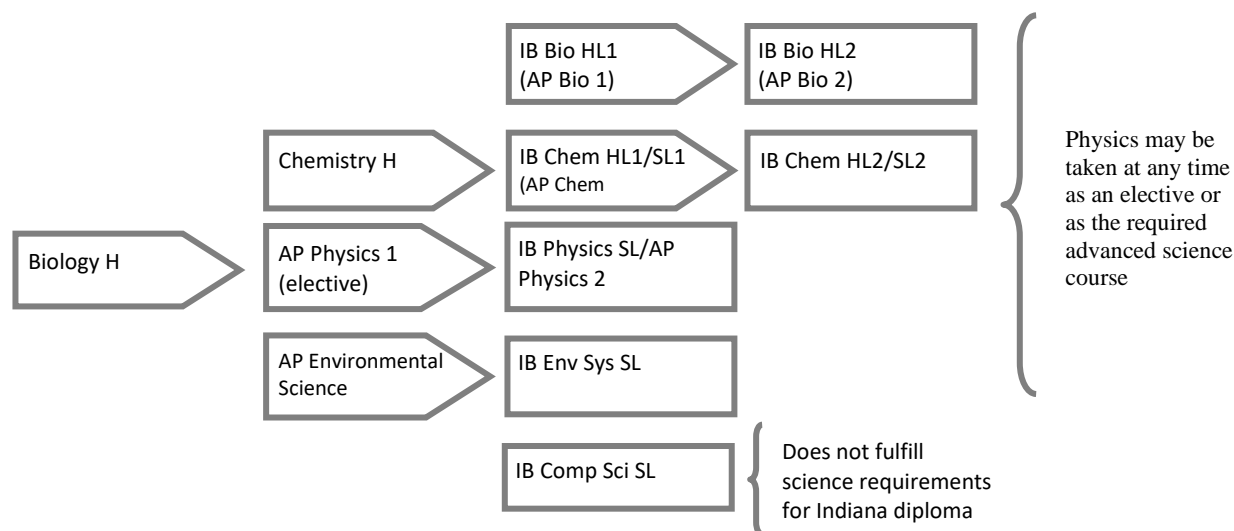 IB Bio HL1
(AP Bio 1)
IB Bio HL2
(AP Bio 2)
Chemistry H
IB Chem HL1/SL1
(AP Chem
IB Chem HL2/SL2
Physics may be
taken at any time
as an elective or
as the required
advanced science
course
Biology H
AP Physics 1
(elective)
IB Physics SL/AP
Physics 2
AP Environmental
Science
IB Env Sys SL
IB Comp Sci SL
Does not fulfill
science requirements
for Indiana diploma